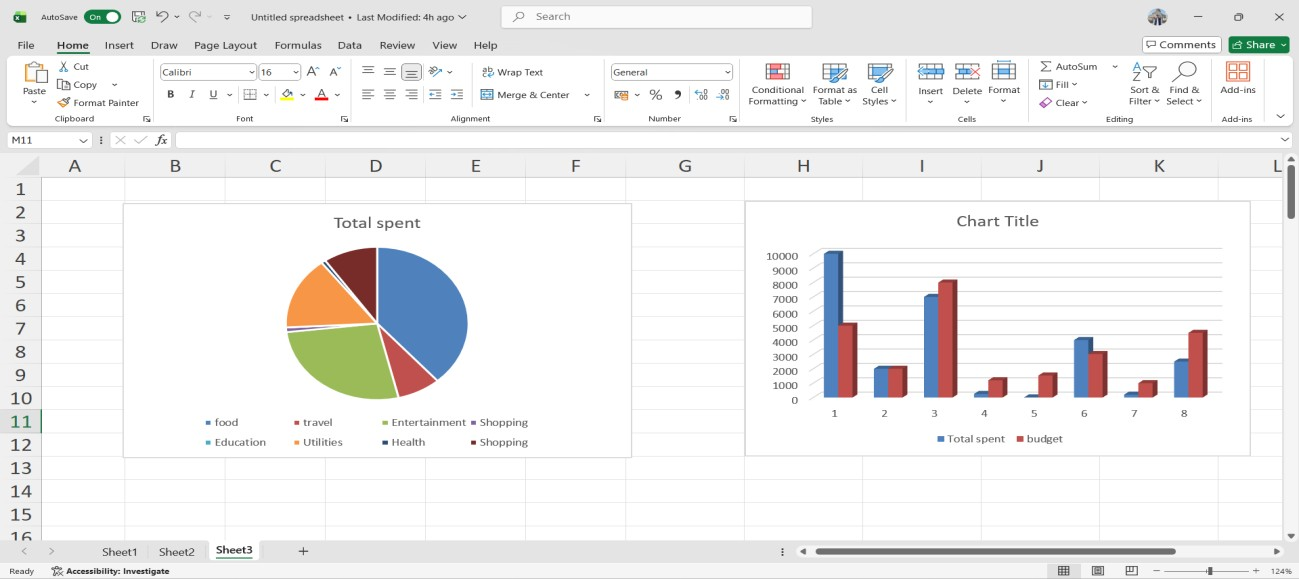 AutoSave On Untitled spreadsheet • Last Modified: 4h ago Search
File Home Insert Draw Page Layout Formulas Data Review View Help Comments Share
Paste Cut Copy Format Painter
Clipboard
Calibri 16 A A
B I U A
Font
Wrap Text
Merge & Center
Alignment
General
%
Number
Conditional Formatting Format as Table Cell Styles
Styles
Insert Delete Format
Cells
AutoSum
Fill
Clear
Sort & Filter Find & Select
Editing
Add-ins
Add-ins
M11 fx
A B C D E F G H I J K L
1
2
3
4
5
6
7
8
9
10
11
12
13
14
15
16
Total spent
food travel Entertainment Shopping
Education Utilities Health Shopping
Chart Title
10000
9000
8000
7000
6000
5000
4000
3000
2000
1000
0
1 2 3 4 5 6 7 8
Total spent budget
Sheet1 Sheet2 Sheet3 +
Ready Accessibility: Investigate 124%